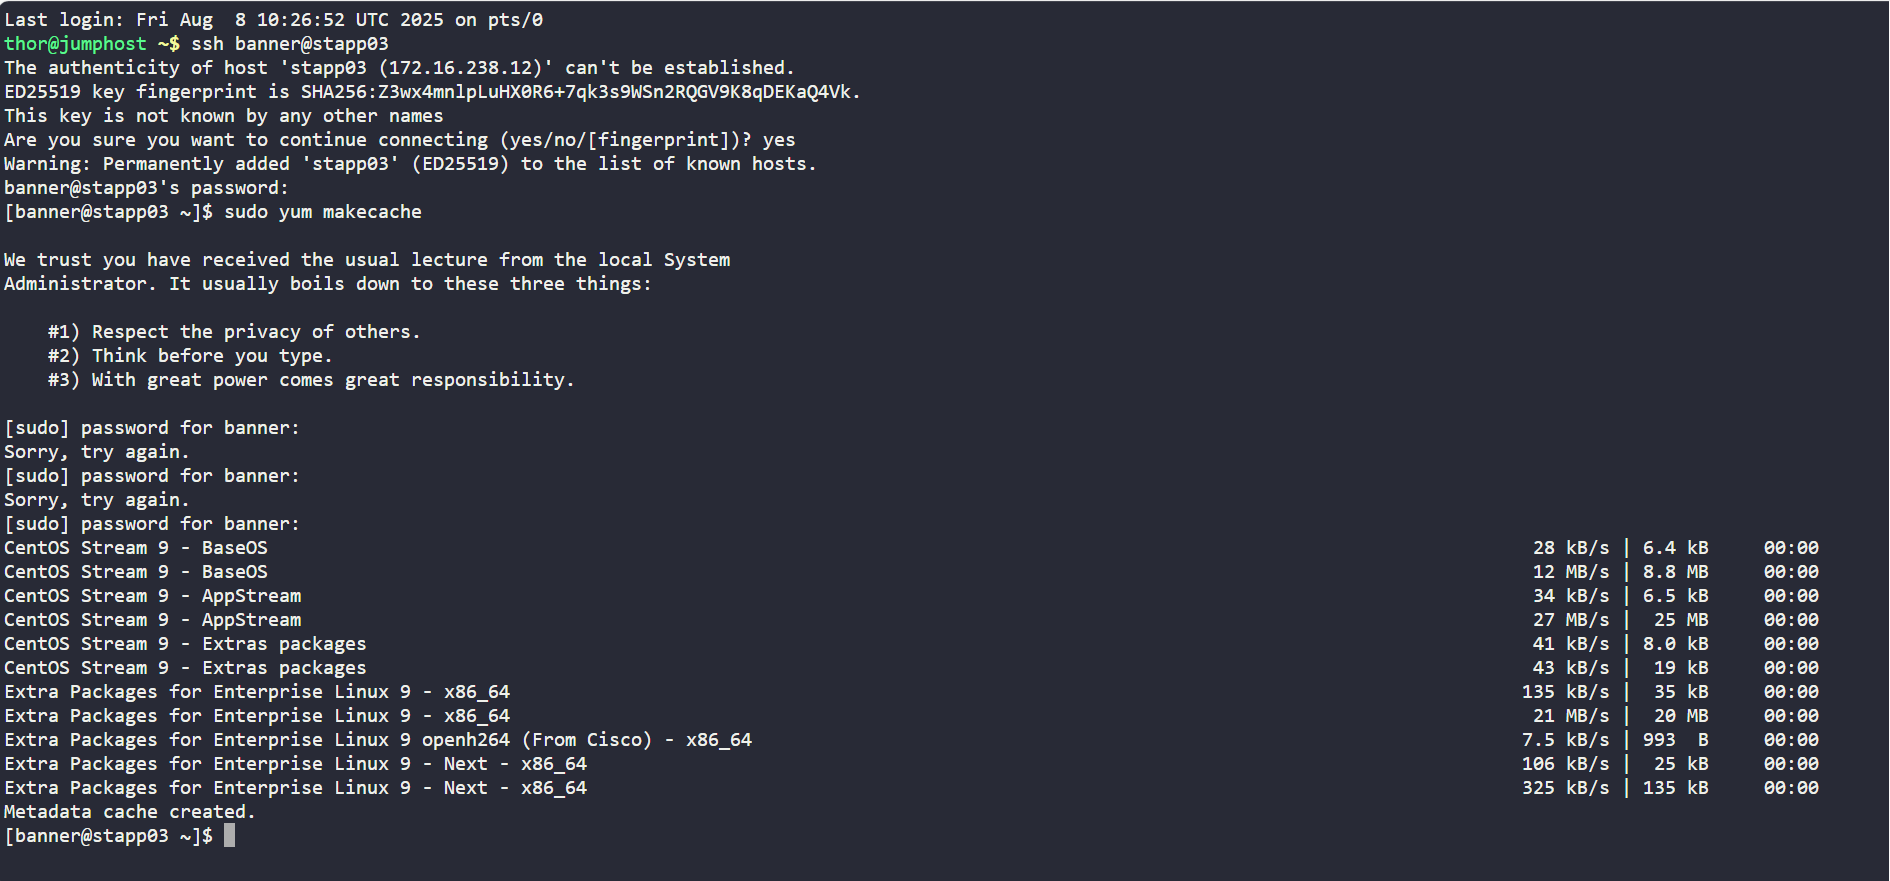 Last login: Fri Aug  8 10:26:52 UTC 2025 on pts/0
thor@jumphost ~$ ssh banner@stapp03
The authenticity of host 'stapp03 (172.16.238.12)' can't be established.
ED25519 key fingerprint is SHA256:Z3wx4mnlpLuHX0R6+7qk3s9WSn2RQGV9K8qDEKaQ4Vk.
This key is not known by any other names
Are you sure you want to continue connecting (yes/no/[fingerprint])? yes
Warning: Permanently added 'stapp03' (ED25519) to the list of known hosts.
banner@stapp03's password:
[banner@stapp03 ~]$ sudo yum makecache

We trust you have received the usual lecture from the local System
Administrator. It usually boils down to these three things:

    #1) Respect the privacy of others.
    #2) Think before you type.
    #3) With great power comes great responsibility.

[sudo] password for banner:
Sorry, try again.
[sudo] password for banner:
Sorry, try again.
[sudo] password for banner:
CentOS Stream 9 - BaseOS    28 kB/s | 6.4 kB     00:00
CentOS Stream 9 - BaseOS    12 MB/s | 8.8 MB     00:00
CentOS Stream 9 - AppStream    34 kB/s | 6.5 kB     00:00
CentOS Stream 9 - AppStream    27 MB/s |  25 MB     00:00
CentOS Stream 9 - Extras packages    41 kB/s | 8.0 kB     00:00
CentOS Stream 9 - Extras packages    43 kB/s |  19 kB     00:00
Extra Packages for Enterprise Linux 9 - x86_64    135 kB/s |  35 kB     00:00
Extra Packages for Enterprise Linux 9 - x86_64    21 MB/s |  20 MB     00:00
Extra Packages for Enterprise Linux 9 openh264 (From Cisco) - x86_64    7.5 kB/s | 993  B     00:00
Extra Packages for Enterprise Linux 9 - Next - x86_64    106 kB/s |  25 kB     00:00
Extra Packages for Enterprise Linux 9 - Next - x86_64    325 kB/s | 135 kB     00:00
Metadata cache created.
[banner@stapp03 ~]$